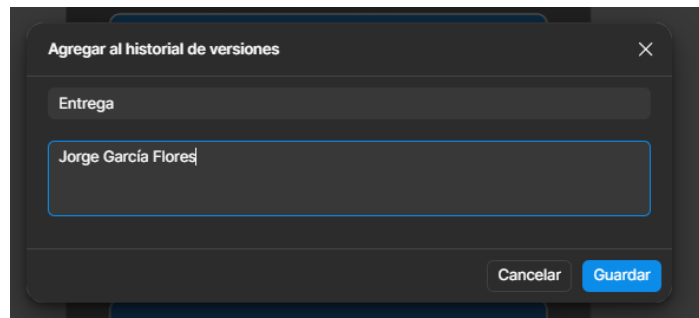 Agregar al historial de versiones
Entrega
Jorge García Flores
Cancelar
Guardar